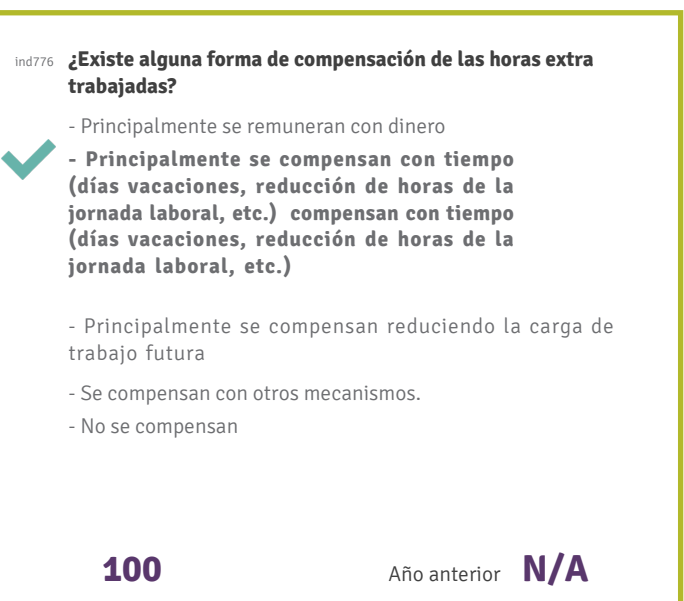 ind776 ¿Existe alguna forma de compensación de las horas extra
trabajadas?
- Principalmente se remuneran con dinero
- Principalmente se compensan con tiempo
(días vacaciones, reducción de horas de la
jornada laboral, etc.) compensan con tiempo
(días vacaciones, reducción de horas de la
jornada laboral, etc.)
- Principalmente se compensan reduciendo la carga de
trabajo futura
- Se compensan con otros mecanismos.
- No se compensan
100 Año anterior N/A